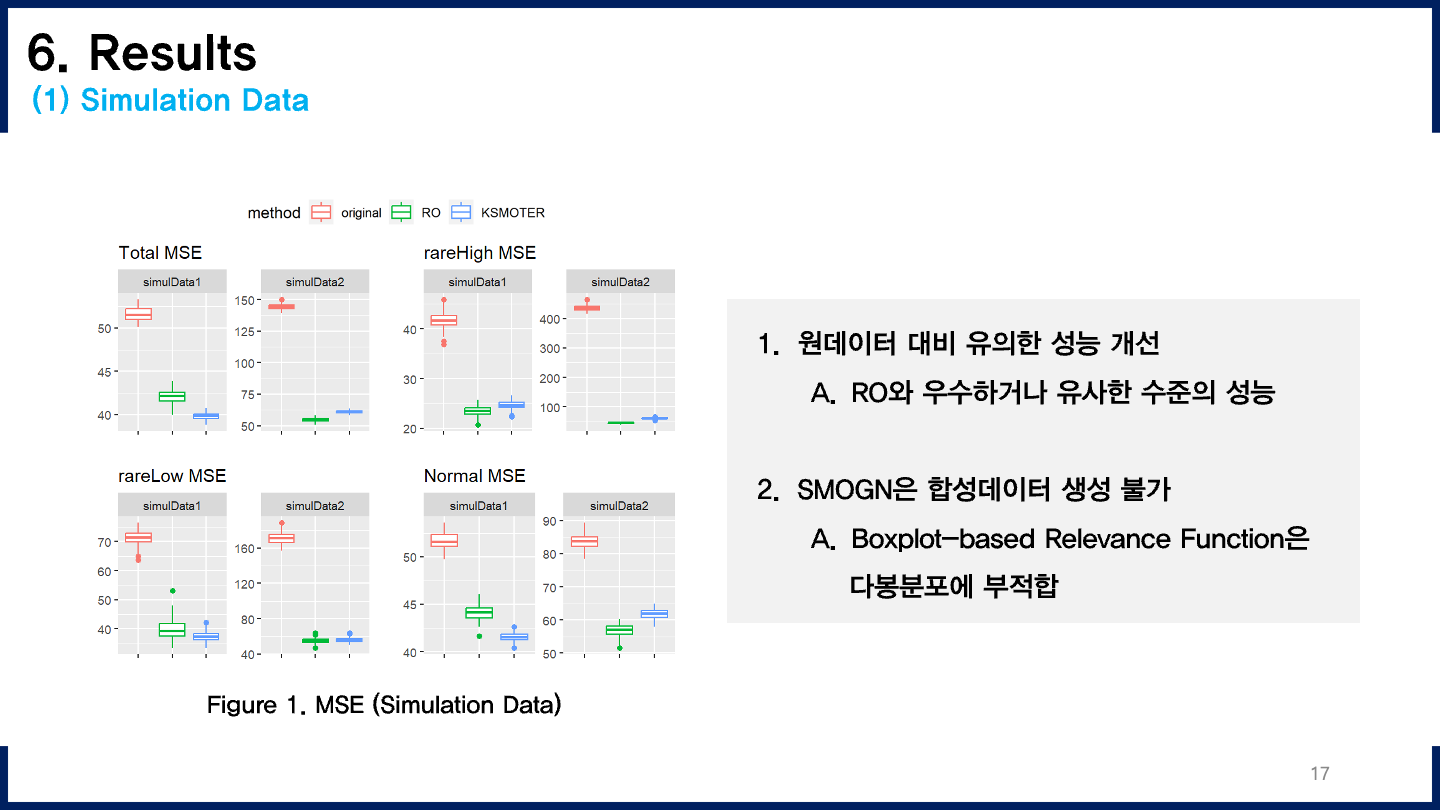 6. Results
(1) Simulation Data
method original RO KSMOTER
Total MSE
simulData1 simulData2
50
45
40
150
125
100
75
50
rareHigh MSE
simulData1 simulData2
40
30
20
400
300
200
100
rareLow MSE
simulData1 simulData2
70
60
50
40
160
120
80
40
Normal MSE
simulData1 simulData2
50
45
40
90
80
70
60
50
Figure 1. MSE (Simulation Data)
1. 원데이터 대비 유의한 성능 개선
A. RO와 우수하거나 유사한 수준의 성능
2. SMOGN은 합성데이터 생성 불가
A. Boxplot-based Relevance Function은
다봉분포에 부적합
17